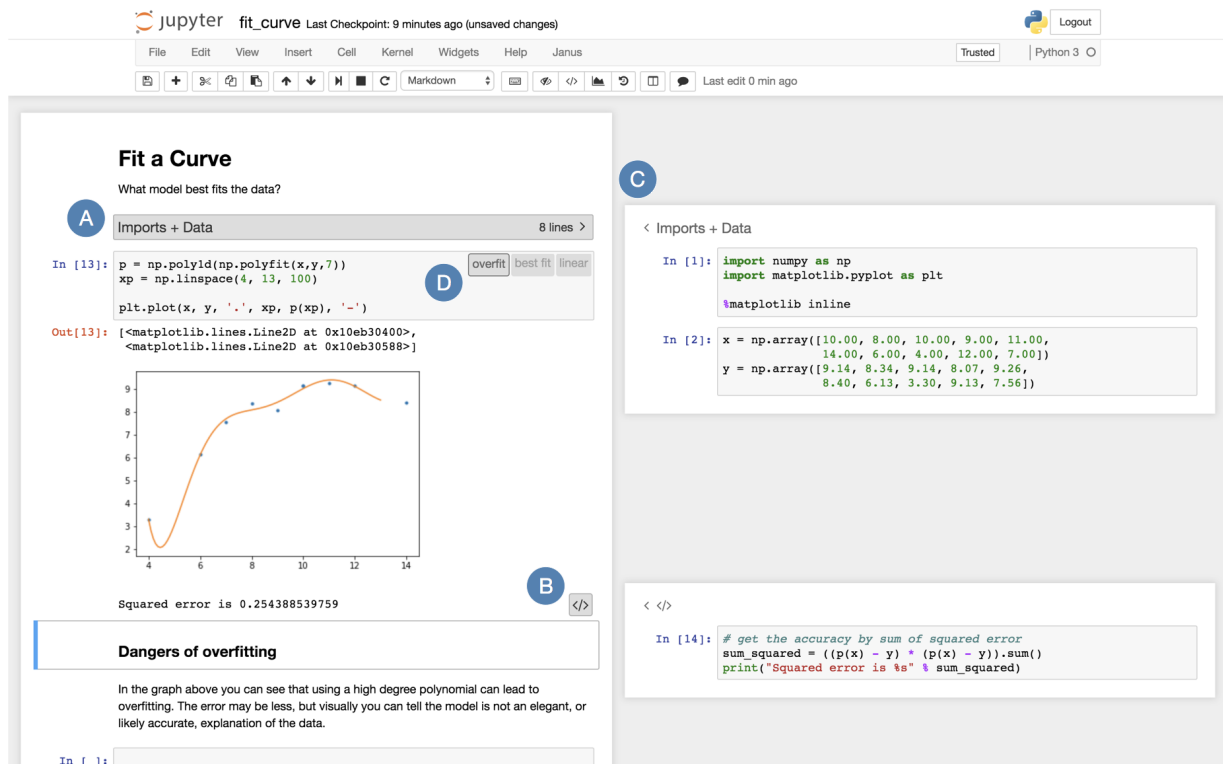 jupyter fit_curve Last Checkpoint: 9 minutes ago (unsaved changes)
Logout
File Edit View Insert Cell Kernel Widgets Help Janus
Trusted
Python 3
Markdown
</>
Last edit 0 min ago
Fit a Curve
What model best fits the data?
A
Imports + Data
8 lines >
In [13]:
p = np.poly1d(np.polyfit(x,y,7))
xp = np.linspace(4, 13, 100)
plt.plot(x, y, '.', xp, p(xp), '-')
overfit best fit linear
D
Out[13]:
[<matplotlib.lines.Line2D at 0x10eb30400>,
<matplotlib.lines.Line2D at 0x10eb30588>]
9
8
7
6
5
4
3
2
4 6 8 10 12 14
B
Squared error is 0.254388539759
</>
Dangers of overfitting
In the graph above you can see that using a high degree polynomial can lead to
overfitting. The error may be less, but visually you can tell the model is not an elegant, or
likely accurate, explanation of the data.
In [ ]:
C
< Imports + Data
In [1]:
import numpy as np
import matplotlib.pyplot as plt
%matplotlib inline
In [2]:
x = np.array([10.00, 8.00, 10.00, 9.00, 11.00,
14.00, 6.00, 4.00, 12.00, 7.00])
y = np.array([9.14, 8.34, 9.14, 8.07, 9.26,
8.40, 6.13, 3.30, 9.13, 7.56])
< </>
In [14]:
# get the accuracy by sum of squared error
sum_squared = ((p(x) - y) * (p(x) - y)).sum()
print("Squared error is %s" % sum_squared)